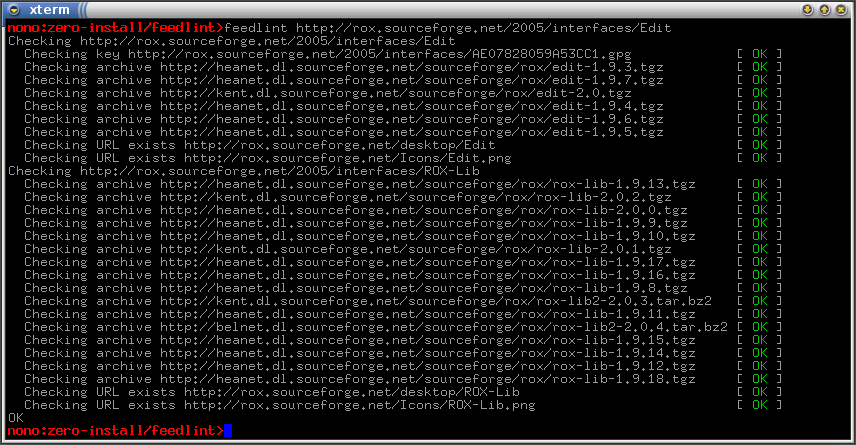 xterm
nono:zero-install/feedlint>feedlint http://rox.sourceforge.net/2005/interfaces/Edit
Checking http://rox.sourceforge.net/2005/interfaces/Edit
  Checking key http://rox.sourceforge.net/2005/interfaces/AE07828059A53CC1.gpg [ OK ]
  Checking archive http://heanet.dl.sourceforge.net/sourceforge/rox/edit-1.9.3.tgz [ OK ]
  Checking archive http://heanet.dl.sourceforge.net/sourceforge/rox/edit-1.9.7.tgz [ OK ]
  Checking archive http://kent.dl.sourceforge.net/sourceforge/rox/edit-2.0.tgz [ OK ]
  Checking archive http://heanet.dl.sourceforge.net/sourceforge/rox/edit-1.9.4.tgz [ OK ]
  Checking archive http://heanet.dl.sourceforge.net/sourceforge/rox/edit-1.9.6.tgz [ OK ]
  Checking archive http://heanet.dl.sourceforge.net/sourceforge/rox/edit-1.9.5.tgz [ OK ]
  Checking URL exists http://rox.sourceforge.net/desktop/Edit [ OK ]
  Checking URL exists http://rox.sourceforge.net/Icons/Edit.png [ OK ]
Checking http://rox.sourceforge.net/2005/interfaces/ROX-Lib
  Checking archive http://heanet.dl.sourceforge.net/sourceforge/rox/rox-lib-1.9.13.tgz [ OK ]
  Checking archive http://kent.dl.sourceforge.net/sourceforge/rox/rox-lib-2.0.2.tgz [ OK ]
  Checking archive http://heanet.dl.sourceforge.net/sourceforge/rox/rox-lib-2.0.0.tgz [ OK ]
  Checking archive http://heanet.dl.sourceforge.net/sourceforge/rox/rox-lib-1.9.9.tgz [ OK ]
  Checking archive http://heanet.dl.sourceforge.net/sourceforge/rox/rox-lib-1.9.10.tgz [ OK ]
  Checking archive http://kent.dl.sourceforge.net/sourceforge/rox/rox-lib-2.0.1.tgz [ OK ]
  Checking archive http://heanet.dl.sourceforge.net/sourceforge/rox/rox-lib-1.9.17.tgz [ OK ]
  Checking archive http://heanet.dl.sourceforge.net/sourceforge/rox/rox-lib-1.9.16.tgz [ OK ]
  Checking archive http://heanet.dl.sourceforge.net/sourceforge/rox/rox-lib-1.9.8.tgz [ OK ]
  Checking archive http://kent.dl.sourceforge.net/sourceforge/rox/rox-lib2-2.0.3.tar.bz2 [ OK ]
  Checking archive http://heanet.dl.sourceforge.net/sourceforge/rox/rox-lib-1.9.11.tgz [ OK ]
  Checking archive http://belnet.dl.sourceforge.net/sourceforge/rox/rox-lib2-2.0.4.tar.bz2 [ OK ]
  Checking archive http://heanet.dl.sourceforge.net/sourceforge/rox/rox-lib-1.9.15.tgz [ OK ]
  Checking archive http://heanet.dl.sourceforge.net/sourceforge/rox/rox-lib-1.9.14.tgz [ OK ]
  Checking archive http://heanet.dl.sourceforge.net/sourceforge/rox/rox-lib-1.9.12.tgz [ OK ]
  Checking archive http://heanet.dl.sourceforge.net/sourceforge/rox/rox-lib-1.9.18.tgz [ OK ]
  Checking URL exists http://rox.sourceforge.net/desktop/ROX-Lib [ OK ]
  Checking URL exists http://rox.sourceforge.net/Icons/ROX-Lib.png [ OK ]
OK
nono:zero-install/feedlint>